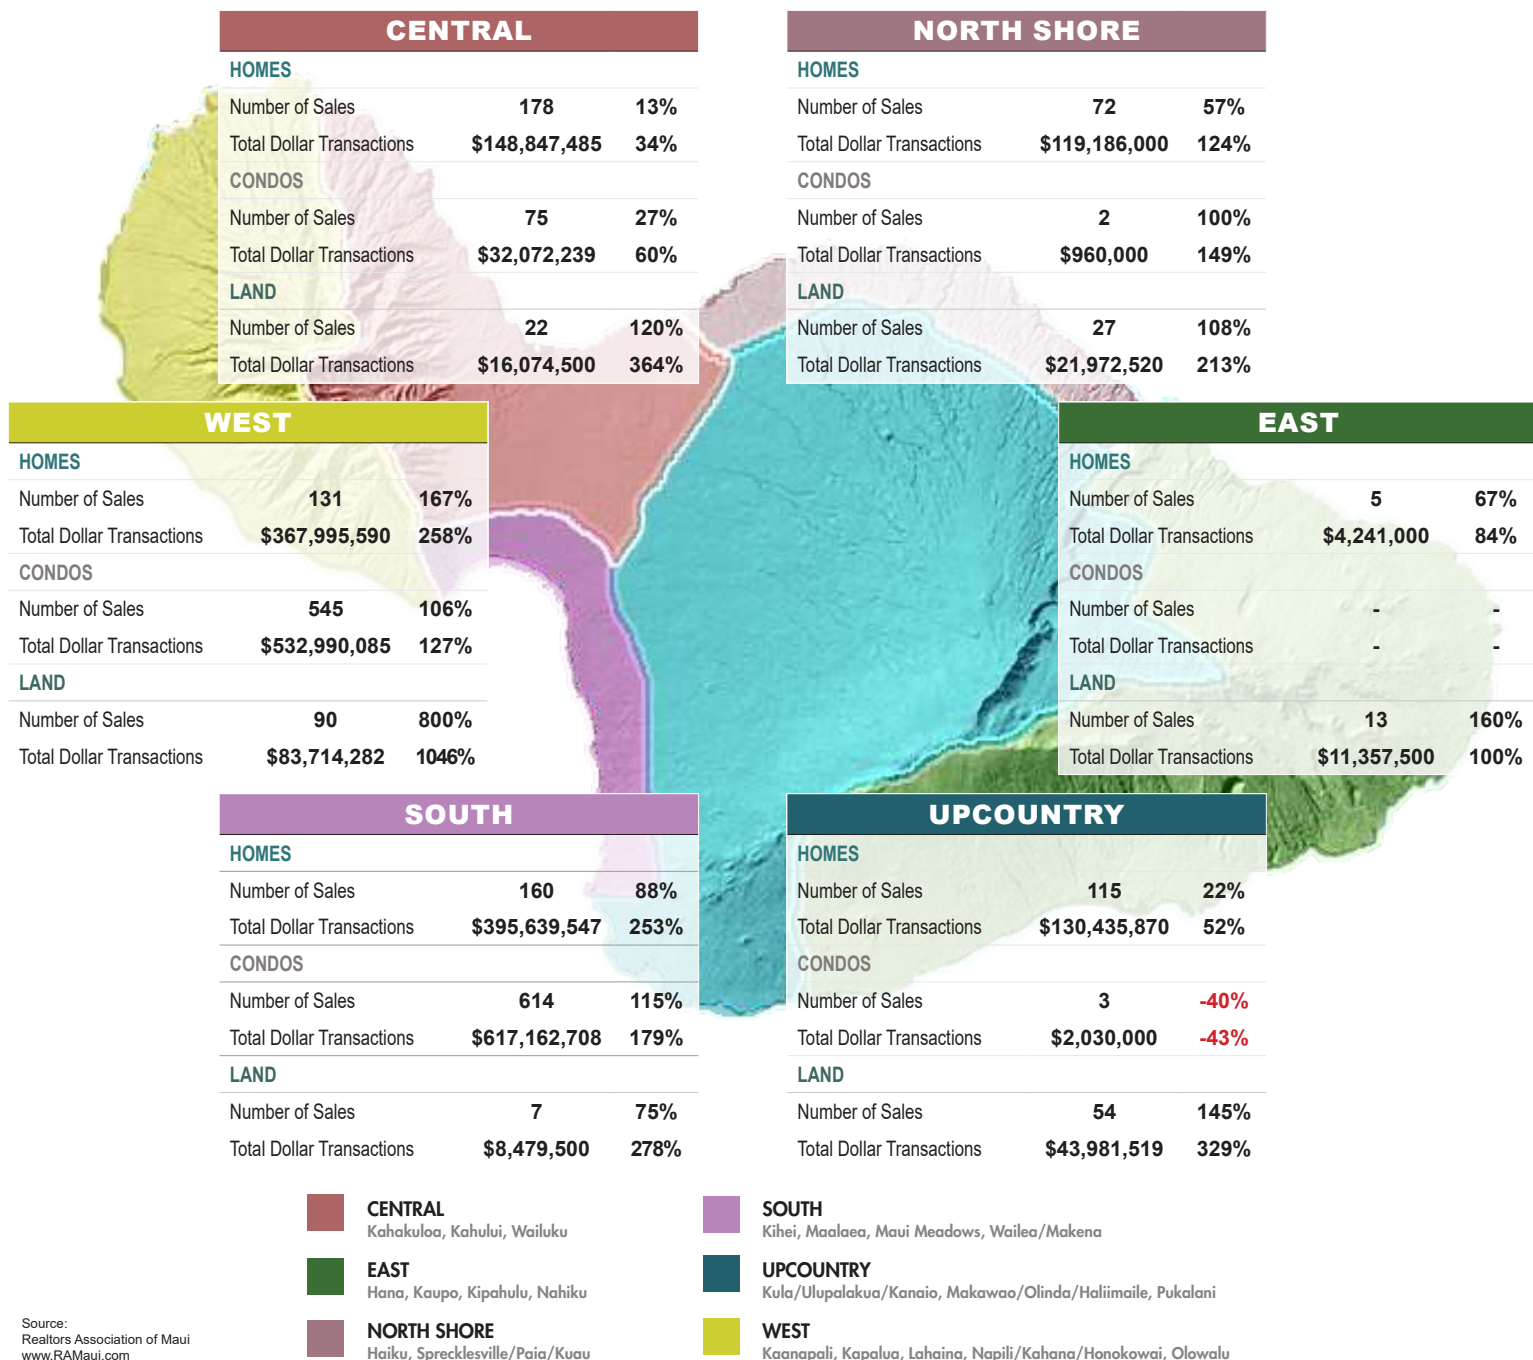 CENTRAL
HOMES
Number of Sales 178 13%
Total Dollar Transactions $148,847,485 34%
CONDOS
Number of Sales 75 27%
Total Dollar Transactions $32,072,239 60%
LAND
Number of Sales 22 120%
Total Dollar Transactions $16,074,500 364%
NORTH SHORE
HOMES
Number of Sales 72 57%
Total Dollar Transactions $119,186,000 124%
CONDOS
Number of Sales 2 100%
Total Dollar Transactions $960,000 149%
LAND
Number of Sales 27 108%
Total Dollar Transactions $21,972,520 213%
WEST
HOMES
Number of Sales 131 167%
Total Dollar Transactions $367,995,590 258%
CONDOS
Number of Sales 545 106%
Total Dollar Transactions $532,990,085 127%
LAND
Number of Sales 90 800%
Total Dollar Transactions $83,714,282 1046%
EAST
HOMES
Number of Sales 5 67%
Total Dollar Transactions $4,241,000 84%
CONDOS
Number of Sales - -
Total Dollar Transactions - -
LAND
Number of Sales 13 160%
Total Dollar Transactions $11,357,500 100%
SOUTH
HOMES
Number of Sales 160 88%
Total Dollar Transactions $395,639,547 253%
CONDOS
Number of Sales 614 115%
Total Dollar Transactions $617,162,708 179%
LAND
Number of Sales 7 75%
Total Dollar Transactions $8,479,500 278%
UPCOUNTRY
HOMES
Number of Sales 115 22%
Total Dollar Transactions $130,435,870 52%
CONDOS
Number of Sales 3 -40%
Total Dollar Transactions $2,030,000 -43%
LAND
Number of Sales 54 145%
Total Dollar Transactions $43,981,519 329%
CENTRAL
Kahakuloa, Kahului, Wailuku
EAST
Hana, Kaupo, Kipahulu, Nahiku
NORTH SHORE
Haiku, Sprecklesville/Paia/Kuau
SOUTH
Kihei, Maalaea, Maui Meadows, Wailea/Makena
UPCOUNTRY
Kula/Ulupalakua/Kanaio, Makawao/Olinda/Haliimaile, Pukalani
WEST
Kaanapali, Kapalua, Lahaina, Napili/Kahana/Honokowai, Olowalu
Source:
Realtors Association of Maui
www.RAMaui.com